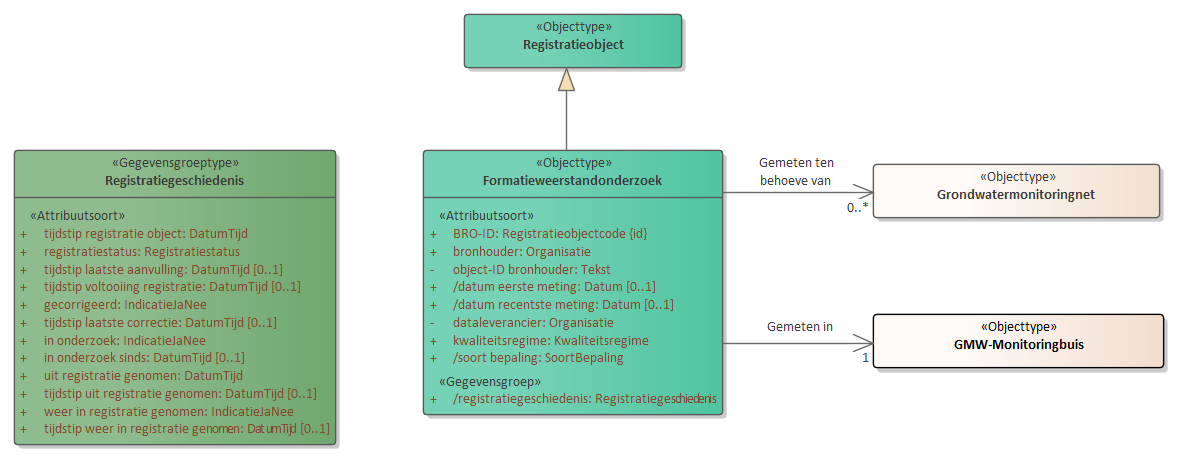 «Objecttype»
Registratieobject
«Gegevensgroeptype»
Registratiegeschiedenis
«Attribuutsoort»
+ tijdstip registratie object: DatumTijd
+ registratiestatus: Registratiestatus
+ tijdstip laatste aanvulling: DatumTijd [0..1]
+ tijdstip voltooiing registratie: DatumTijd [0..1]
+ gecorrigeerd: IndicatieJaNee
+ tijdstip laatste correctie: DatumTijd [0..1]
+ in onderzoek: IndicatieJaNee
+ in onderzoek sinds: DatumTijd [0..1]
+ uit registratie genomen: DatumTijd
+ tijdstip uit registratie genomen: DatumTijd [0..1]
+ weer in registratie genomen: IndicatieJaNee
+ tijdstip weer in registratie genomen: DatumTijd [0..1]
«Objecttype»
Formatieweerstandonderzoek
«Attribuutsoort»
+ BRO-ID: Registratieobjectcode {id}
+ bronhouder: Organisatie
- object-ID bronhouder: Tekst
+ /datum eerste meting: Datum [0..1]
+ /datum recentste meting: Datum [0..1]
- dataleverancier: Organisatie
+ kwaliteitsregime: Kwaliteitsregime
+ /soort bepaling: SoortBepaling
«Gegevensgroep»
+ /registratiegeschiedenis: Registratiegeschiedenis
Gemeten ten
behoeve van
0..*
«Objecttype»
Grondwatermonitoringnet
Gemeten in
1
«Objecttype»
GMW-Monitoringbuis